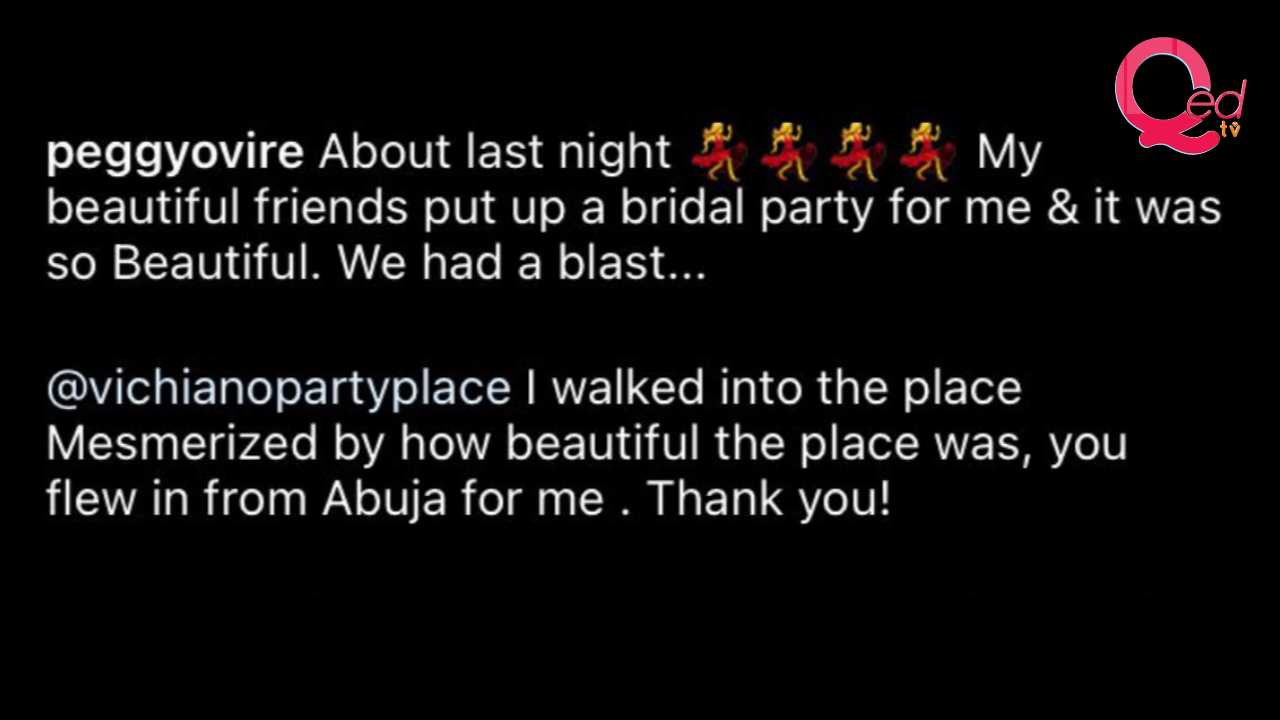 Qed
tv
peggyovire About last night 💃💃💃💃 My
beautiful friends put up a bridal party for me & it was
so Beautiful. We had a blast...
@vichianopartyplace I walked into the place
Mesmerized by how beautiful the place was, you
flew in from Abuja for me . Thank you!